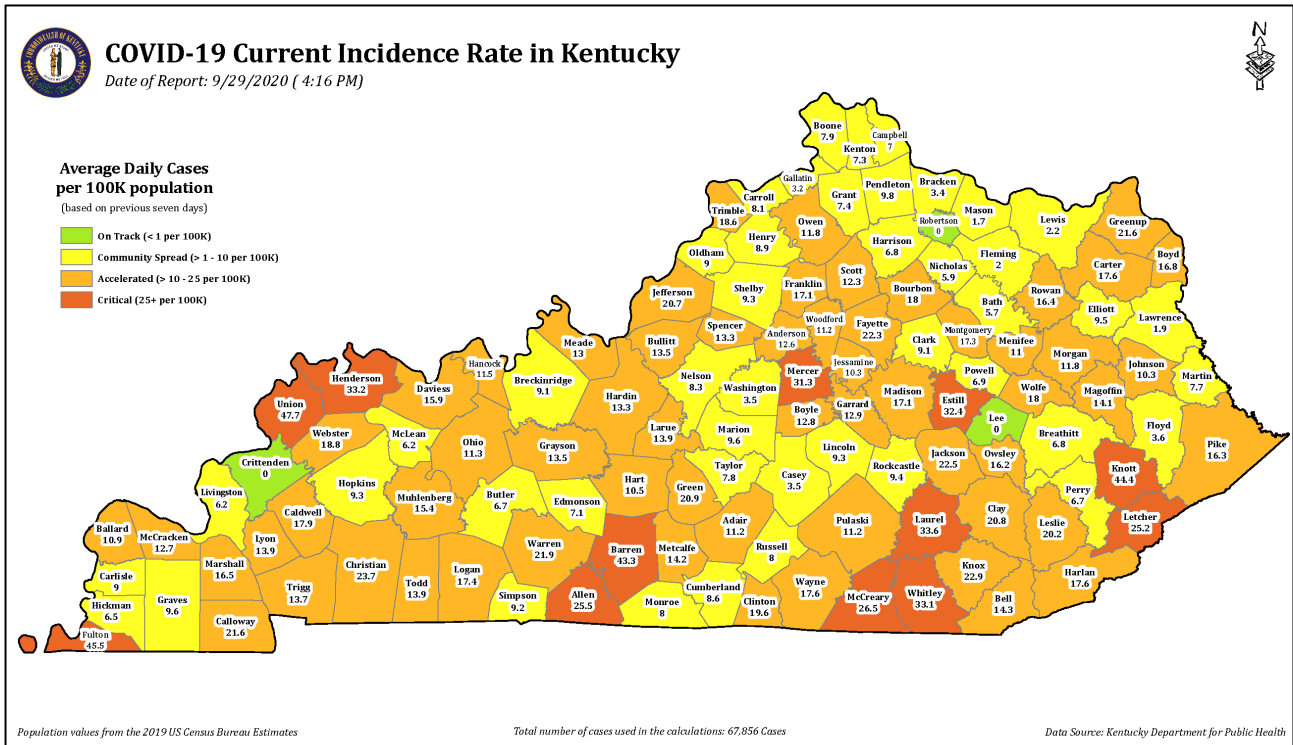 COVID-19 Current Incidence Rate in Kentucky
Date of Report: 9/29/2020 ( 4:16 PM)
N
Average Daily Cases
per 100K population
(based on previous seven days)
On Track (< 1 per 100K)
Community Spread (> 1 - 10 per 100K)
Accelerated (> 10 - 25 per 100K)
Critical (25+ per 100K)
Boone
7.9
Kenton
7.3
Campbell
7
Gallatin
3.2
Carroll
8.1
Trimble
18.6
Grant
7.4
Pendleton
9.8
Bracken
3.4
Mason
1.7
Robertson
0
Lewis
2.2
Greenup
21.6
Boyd
16.8
Carter
17.6
Owen
11.8
Henry
8.9
Oldham
9
Harrison
6.8
Nicholas
5.9
Fleming
2
Rowan
16.4
Elliott
9.5
Lawrence
1.9
Jefferson
20.7
Shelby
9.3
Franklin
17.1
Scott
12.3
Bourbon
18
Bath
5.7
Spencer
13.3
Anderson
12.6
Woodford
11.2
Fayette
22.3
Clark
9.1
Montgomery
17.3
Menifee
11
Morgan
11.8
Johnson
10.3
Martin
7.7
Meade
13
Bullitt
13.5
Nelson
8.3
Washington
3.5
Mercer
31.3
Jessamine
10.3
Madison
17.1
Estill
32.4
Powell
6.9
Wolfe
18
Magoffin
14.1
Floyd
3.6
Pike
16.3
Hancock
11.5
Breckinridge
9.1
Hardin
13.3
Larue
13.9
Marion
9.6
Boyle
12.8
Garrard
12.9
Lee
0
Breathitt
6.8
Knott
44.4
Henderson
33.2
Union
47.7
Daviess
15.9
Webster
18.8
McLean
6.2
Ohio
11.3
Grayson
13.5
Hart
10.5
Green
20.9
Taylor
7.8
Casey
3.5
Lincoln
9.3
Rockcastle
9.4
Jackson
22.5
Owsley
16.2
Perry
6.7
Letcher
25.2
Crittenden
0
Livingston
6.2
Hopkins
9.3
Muhlenberg
15.4
Butler
6.7
Edmonson
7.1
Caldwell
17.9
Lyon
13.9
Ballard
10.9
McCracken
12.7
Marshall
16.5
Carlisle
9
Hickman
6.5
Fulton
45.5
Graves
9.6
Calloway
21.6
Trigg
13.7
Christian
23.7
Todd
13.9
Logan
17.4
Warren
21.9
Simpson
9.2
Allen
25.5
Barren
43.3
Metcalfe
14.2
Monroe
8
Adair
11.2
Russell
8
Cumberland
8.6
Clinton
19.6
Wayne
17.6
Pulaski
11.2
McCreary
26.5
Laurel
33.6
Whitley
33.1
Knox
22.9
Clay
20.8
Leslie
20.2
Bell
14.3
Harlan
17.6
Population values from the 2019 US Census Bureau Estimates
Total number of cases used in the calculations: 67,856 Cases
Data Source: Kentucky Department for Public Health